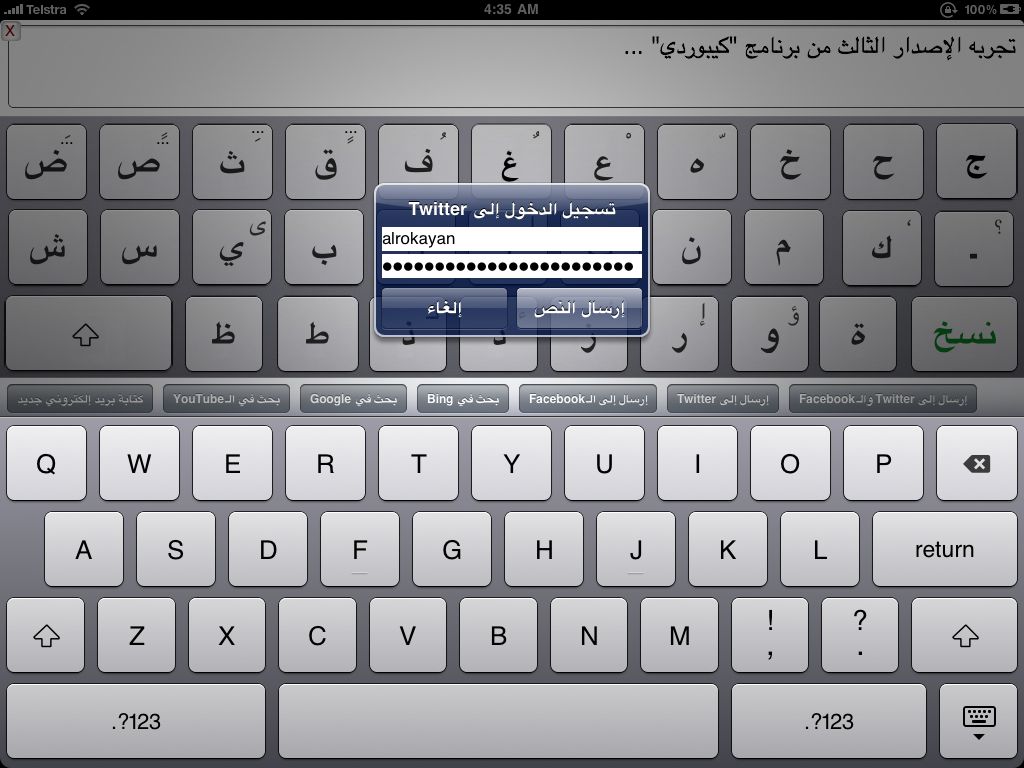 Telstra
4:35 AM
100%
X
تجربه الإصدار الثالث من برنامج "كيبوردي" ...
ض ص ث ق ف غ ع ه خ ح ج
تسجيل الدخول إلى Twitter
alrokayan
●●●●●●●●●●●●●●●●●●●●●●●●
ش س ي ى ب ن م ك ، . ؟
إلغاء
إرسال النص
ظ ط ذ د ز ر إ و ؤ ة نسخ
كتابة بريد إلكتروني جديد
بحث في الـYouTube
بحث في Google
بحث في Bing
إرسال إلى الـFacebook
إرسال إلى Twitter
إرسال إلى Twitter والـFacebook
Q W E R T Y U I O P
A S D F G H J K L return
Z X C V B N M ! , ? .
.?123 .?123